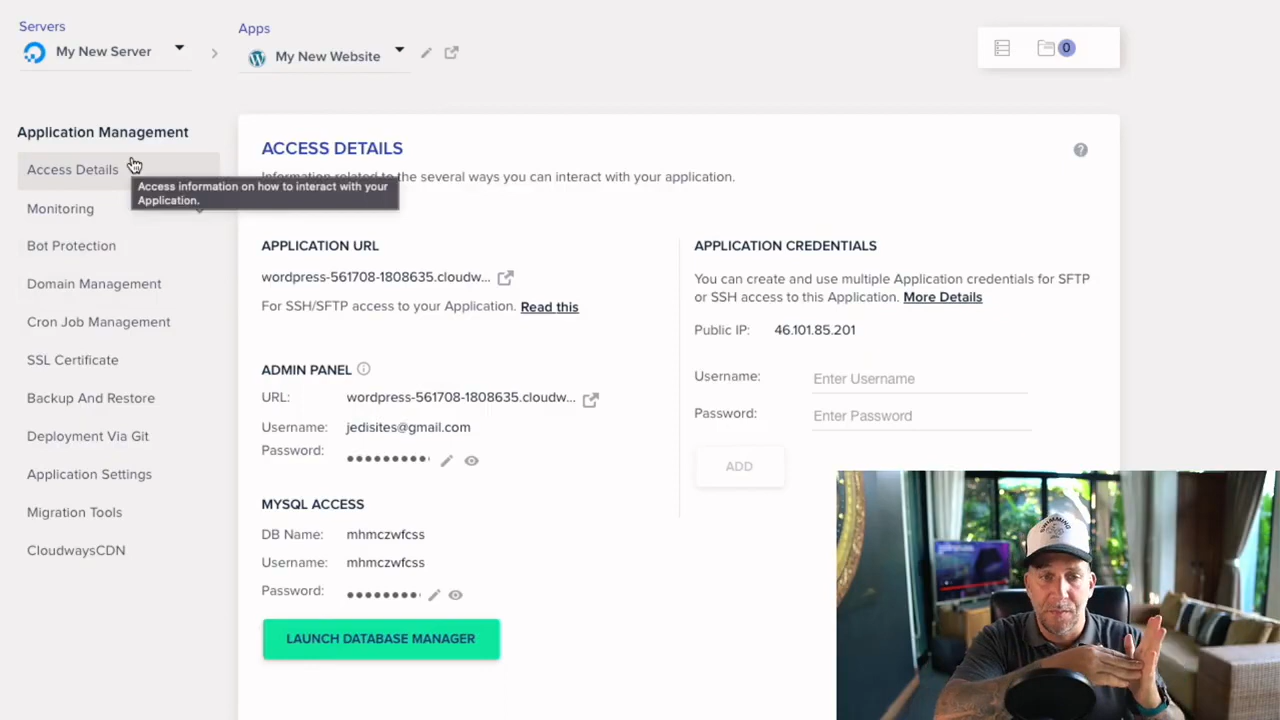 Servers
My New Server
Apps
My New Website
0
Application Management
Access Details
Access information on how to interact with your
Application.
Monitoring
Bot Protection
Domain Management
Cron Job Management
SSL Certificate
Backup And Restore
Deployment Via Git
Application Settings
Migration Tools
CloudwaysCDN
ACCESS DETAILS
the several ways you can interact with your application.
APPLICATION URL
wordpress-561708-1808635.cloudw...
For SSH/SFTP access to your Application. Read this
ADMIN PANEL
URL: wordpress-561708-1808635.cloudw...
Username: jedisites@gmail.com
Password: ••••••••••
MYSQL ACCESS
DB Name: mhmczwfcss
Username: mhmczwfcss
Password: •••••••••
LAUNCH DATABASE MANAGER
APPLICATION CREDENTIALS
You can create and use multiple Application credentials for SFTP
or SSH access to this Application. More Details
Public IP: 46.101.85.201
Username: Enter Username
Password: Enter Password
ADD
SWIMMING